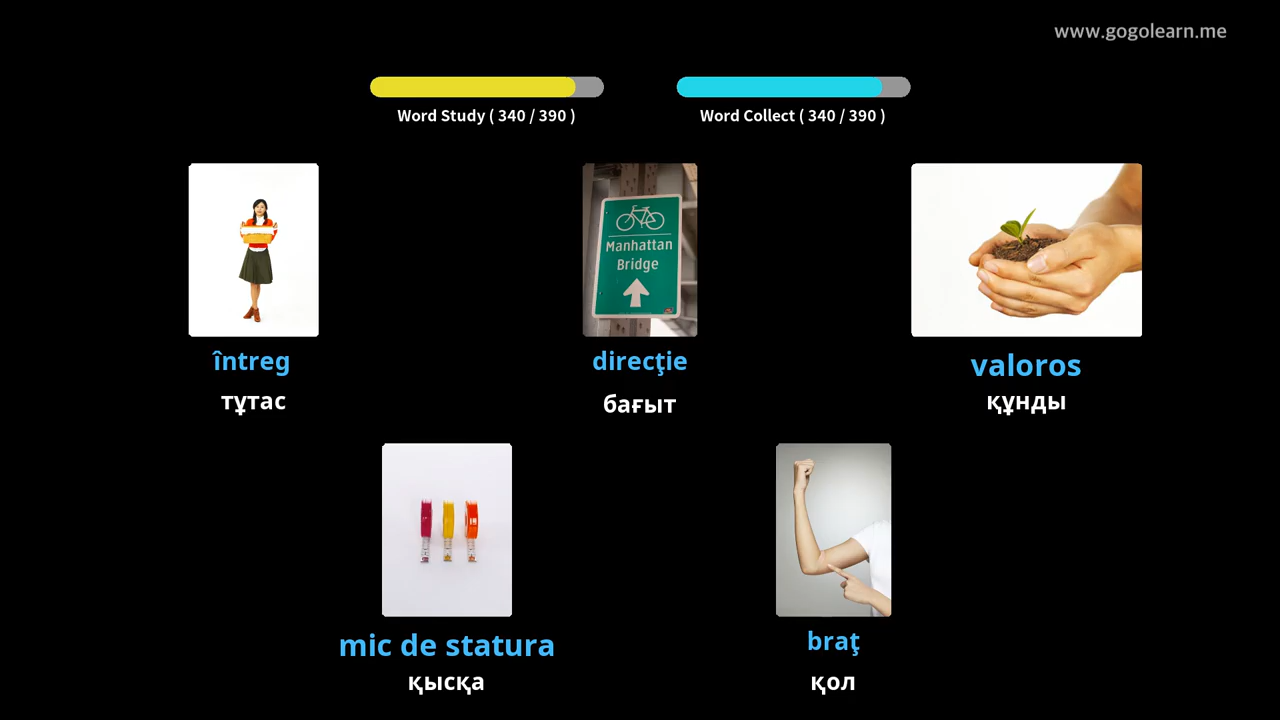 www.gogolearn.me
Word Study ( 340 / 390 )
Word Collect ( 340 / 390 )
Manhattan
Bridge
întreg
тұтас
direcţie
бағыт
valoros
құнды
mic de statura
қысқа
braţ
қол